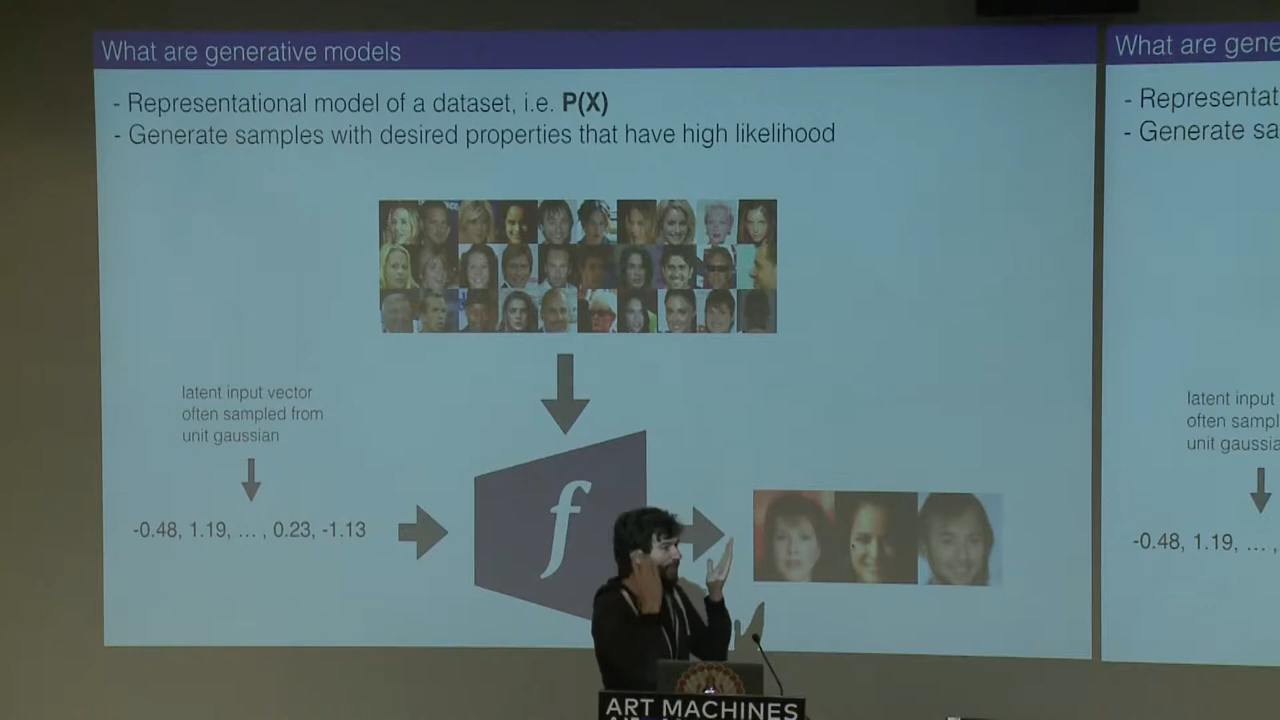 What are generative models
- Representational model of a dataset, i.e. P(X)
- Generate samples with desired properties that have high likelihood
latent input vector
often sampled from
unit gaussian
-0.48, 1.19, ... , 0.23, -1.13
f
What are gene
- Representat
- Generate sa
latent input
often sampl
unit gaussia
-0.48, 1.19, ... ,
ART MACHINES